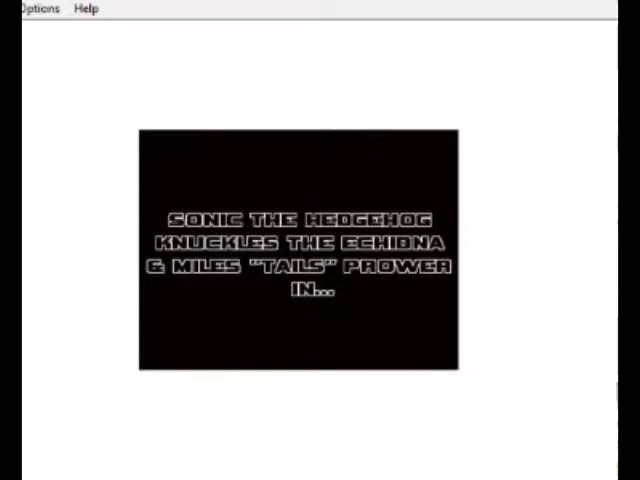 Options Help
SONIC THE HEDGEHOG
KNUCKLES THE ECHIDNA
& MILES "TAILS" PROWER
IN...